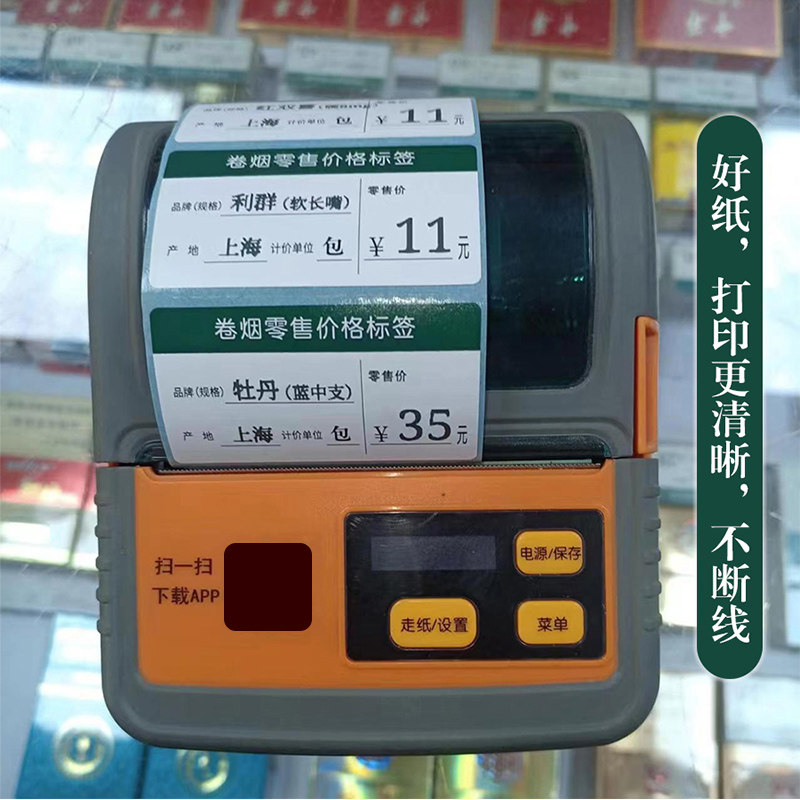 产 地 上海 计价单位 包 ¥ 11 元
卷烟零售价格标签
品牌(规格) 利群(软长嘴) 零售价
产 地 上海 计价单位 包 ¥ 11 元
卷烟零售价格标签
品牌(规格) 牡丹(蓝中支) 零售价
产 地 上海 计价单位 包 ¥ 35 元
扫一扫
下载APP
电源/保存
走纸/设置
菜单
好纸，打印更清晰，不断线